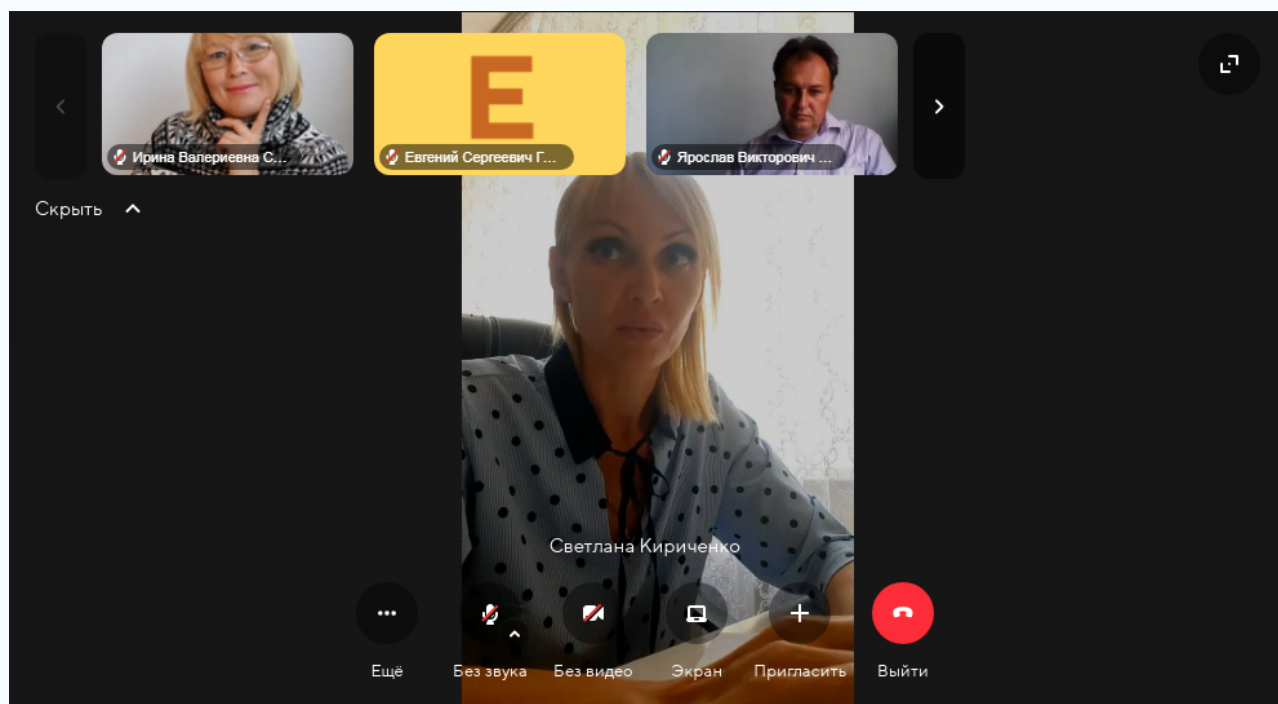 E
Ирина Валериевна С...
Евгений Сергеевич Г...
Ярослав Викторович ...
Скрыть
Светлана Кириченко
Ещё
Без звука
Без видео
Экран
Пригласить
Выйти